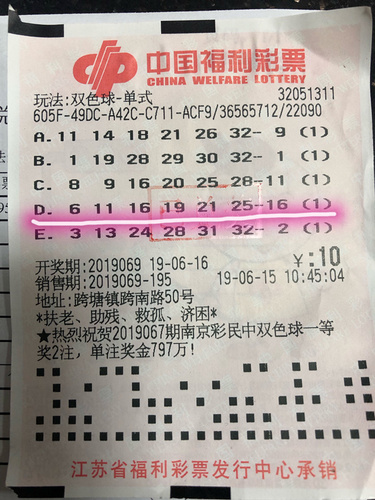 中国福利彩票
CHINA WELFARE LOTTERY
玩法:双色球-单式 32051311
605F-49DC-A42C-C711-ACF9/36565712/22090
A.11 14 18 21 26 32-- 9 (1)
B. 1 19 28 29 30 32-- 1 (1)
C. 8 9 16 20 25 28-11 (1)
D. 6 11 16 19 21 25-16 (1)
E. 3 13 24 28 31 32-- 2 (1)
开奖期:2019069 19-06-16 ¥:10
销售期:2019069-195 19-06-15 10:45:04
地址:跨塘镇跨南路50号
*扶老、助残、救孤、济困*
★热烈祝贺2019067期南京彩民中双色球一等
奖2注，单注奖金797万!
江苏省福利彩票发行中心承销